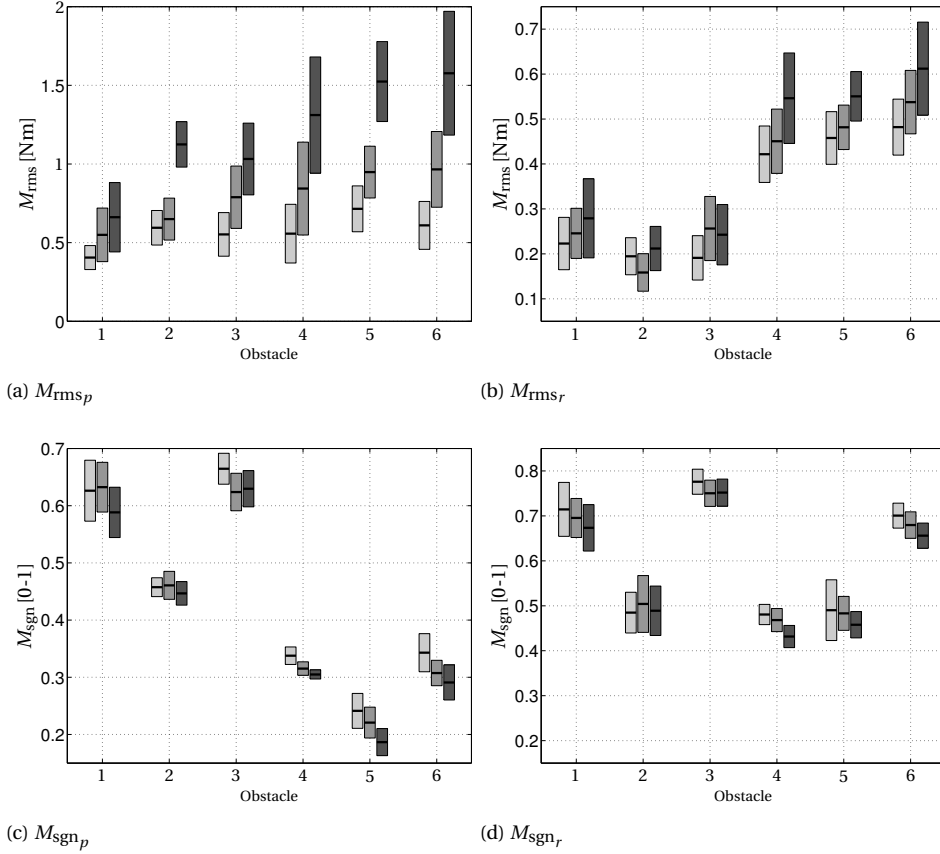 2
1.5
1
0.5
0
M_rms [Nm]
1 2 3 4 5 6
Obstacle
(a) M_rms_p
0.7
0.6
0.5
0.4
0.3
0.2
0.1
M_rms [Nm]
1 2 3 4 5 6
Obstacle
(b) M_rms_r
0.7
0.6
0.5
0.4
0.3
0.2
M_sgn [0-1]
1 2 3 4 5 6
Obstacle
(c) M_sgn_p
0.8
0.7
0.6
0.5
0.4
0.3
0.2
M_sgn [0-1]
1 2 3 4 5 6
Obstacle
(d) M_sgn_r